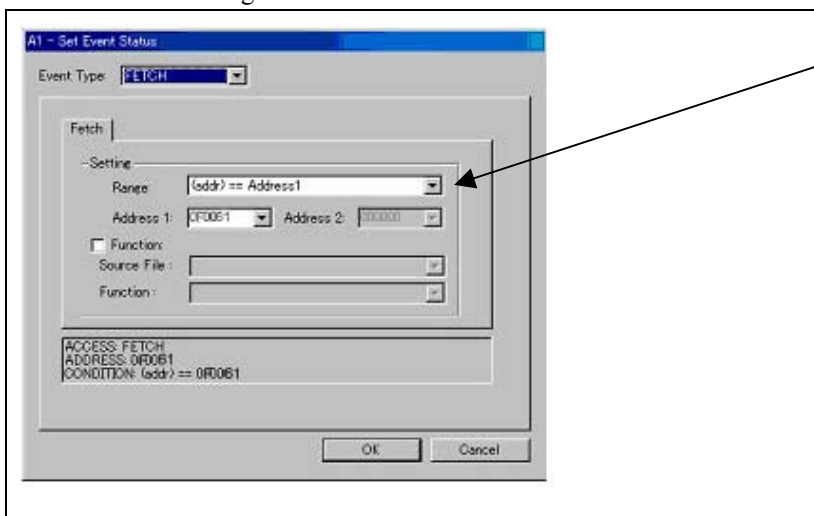 A1 - Set Event Status
Event Type: FETCH
Fetch
Setting
Range: (addr) == Address1
Address 1: 0F0061 Address 2: 000000
Function:
Source File :
Function :
ACCESS: FETCH
ADDRESS: 0F0061
CONDITION: (addr) == 0F0061
OK Cancel